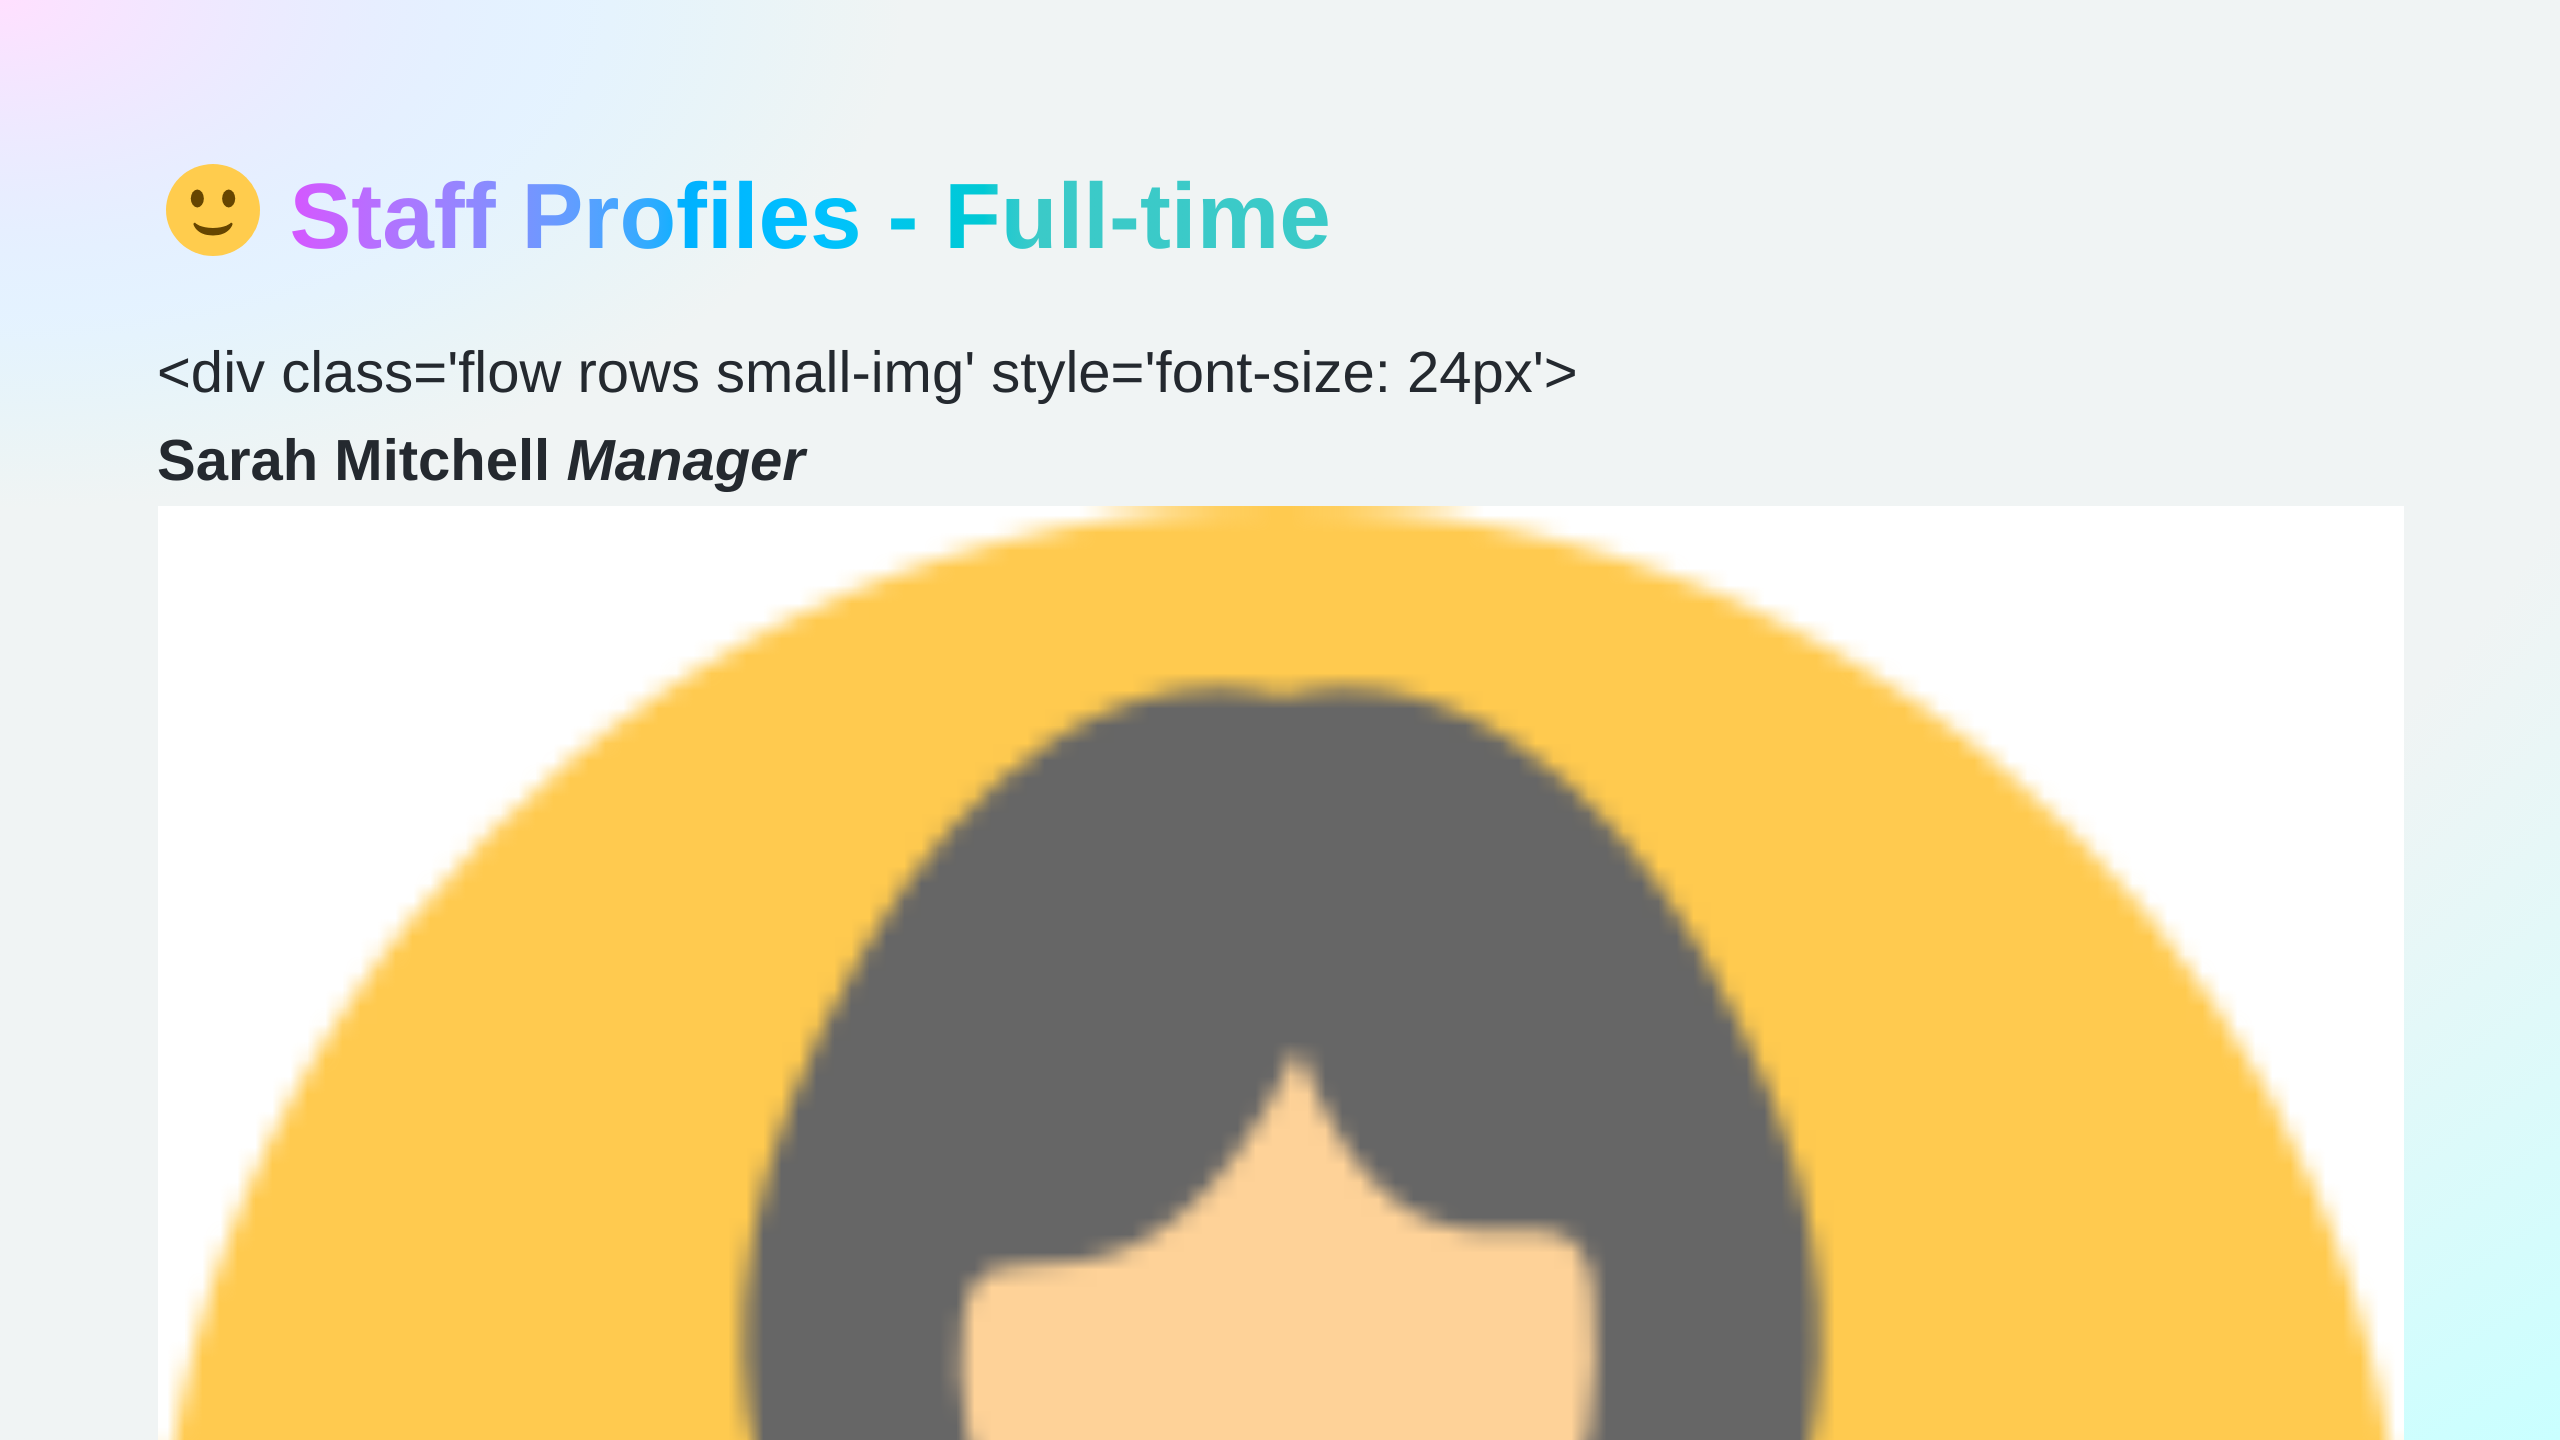 🙂 Staff Profiles - Full-time
<div class='flow rows small-img' style='font-size: 24px'>
Sarah Mitchell Manager